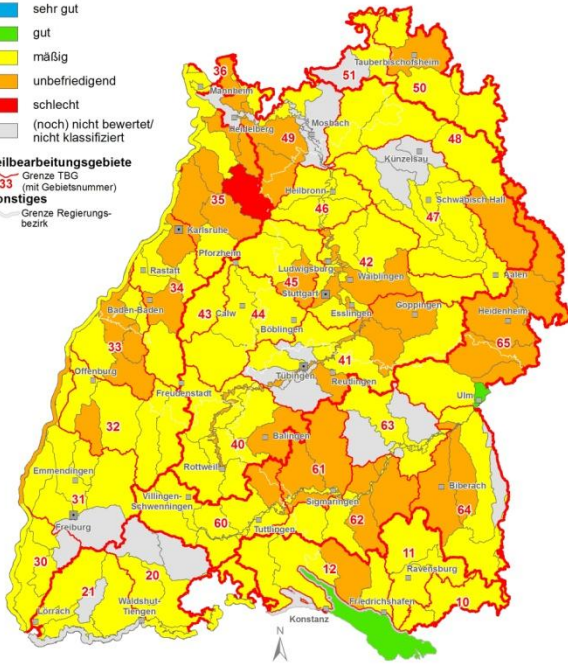 sehr gut
gut
mäßig
unbefriedigend
schlecht
(noch) nicht bewertet/
nicht klassifiziert
eilbearbeitungsgebiete
33 Grenze TBG
(mit Gebietsnummer)
onstiges
Grenze Regierungs-
bezirk
36
Mannheim
51
Tauberbischofsheim
50
Heidelberg
49
Mosbach
48
Künzelsau
35
Heilbronn
46
47
Schwäbisch Hall
Karlsruhe
Pforzheim
Ludwigsburg
42
45
Waiblingen
Aalen
Rastatt
34
Stuttgart
Baden-Baden
43
Calw
44
Esslingen
Göppingen
Heidenheim
Böblingen
65
33
Offenburg
41
Tübingen
Reutlingen
Freudenstadt
Ulm
32
63
40
Balingen
Rottweil
61
Emmendingen
Biberach
31
Villingen-
Schwenningen
Sigmaringen
64
Freiburg
60
62
Tuttlingen
30
11
20
12
Ravensburg
21
Lörrach
Waldshut-
Tiengen
Friedrichshafen
10
Konstanz
N